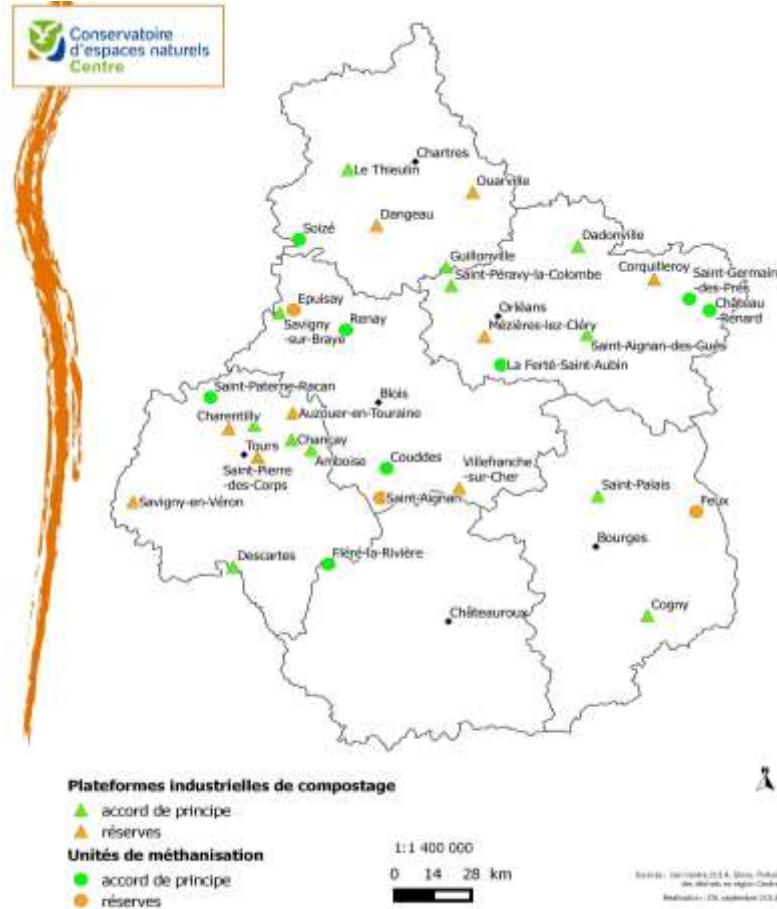 Conservatoire
d'espaces naturels
Centre
Chartres
Le Thieulin
Ouarville
Dangeau
Soizé
Dadonville
Guillonville
Saint-Péravy-la-Colombe
Corquilleroy
Saint-Germain
-des-Prés
Château
-Renard
Epuisay
Savigny
-sur-Braye
Renay
Orléans
Mézières-lez-Cléry
Saint-Aignan-des-Gués
La Ferté-Saint-Aubin
Saint-Paterne-Racan
Blois
Charentilly
Auzouer-en-Touraine
Tours
Chançay
Saint-Pierre
-des-Corps
Amboise
Couddes
Villefranche
-sur-Cher
Savigny-en-Véron
Saint-Aignan
Saint-Palais
Feux
Bourges
Descartes
Fléré-la-Rivière
Châteauroux
Cogny
N
Plateformes industrielles de compostage
accord de principe
réserves
Unités de méthanisation
accord de principe
réserves
1:1 400 000
0 14 28 km